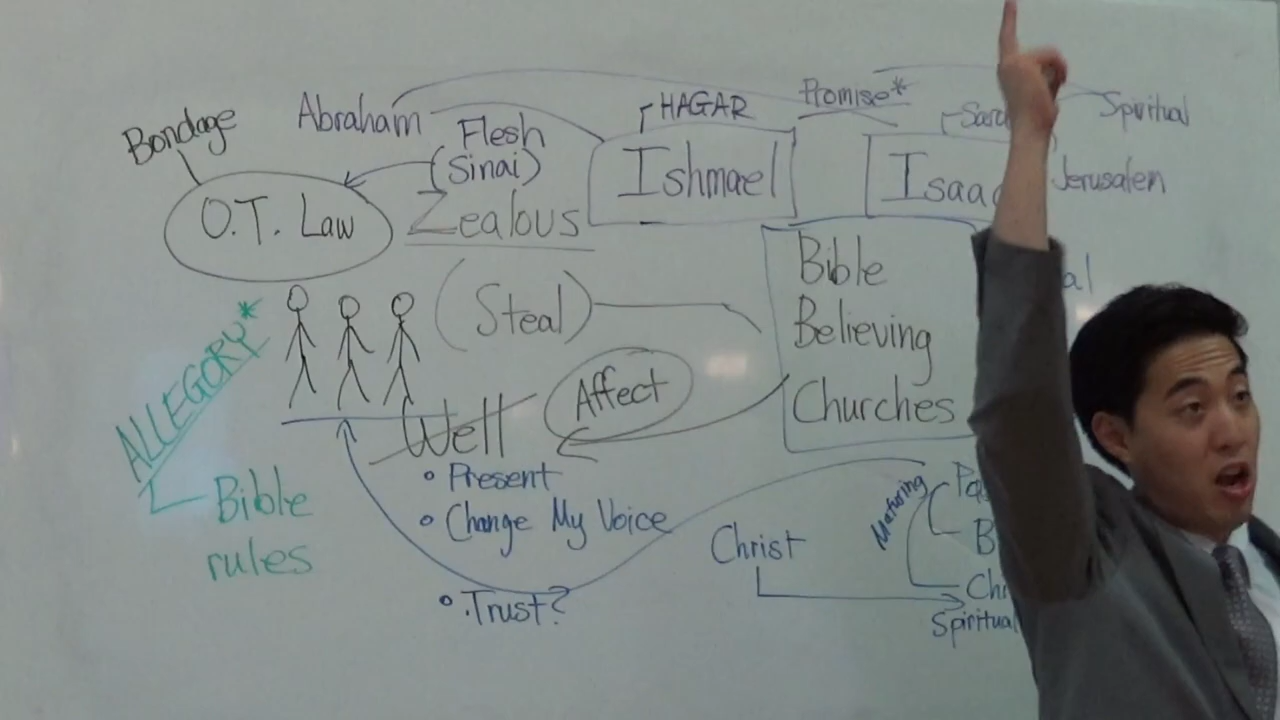 Bondage
Abraham
Flesh
(Sinai)
Zealous
HAGAR
Promise*
Spiritual
O.T. Law
Ishmael
Jerusalem
ALLEGORY*
Bible
rules
(Steal)
Bible
Believing
Churches
Affect
Well
• Present
• Change My Voice
• Trust?
Christ
Maturing
Spiritual